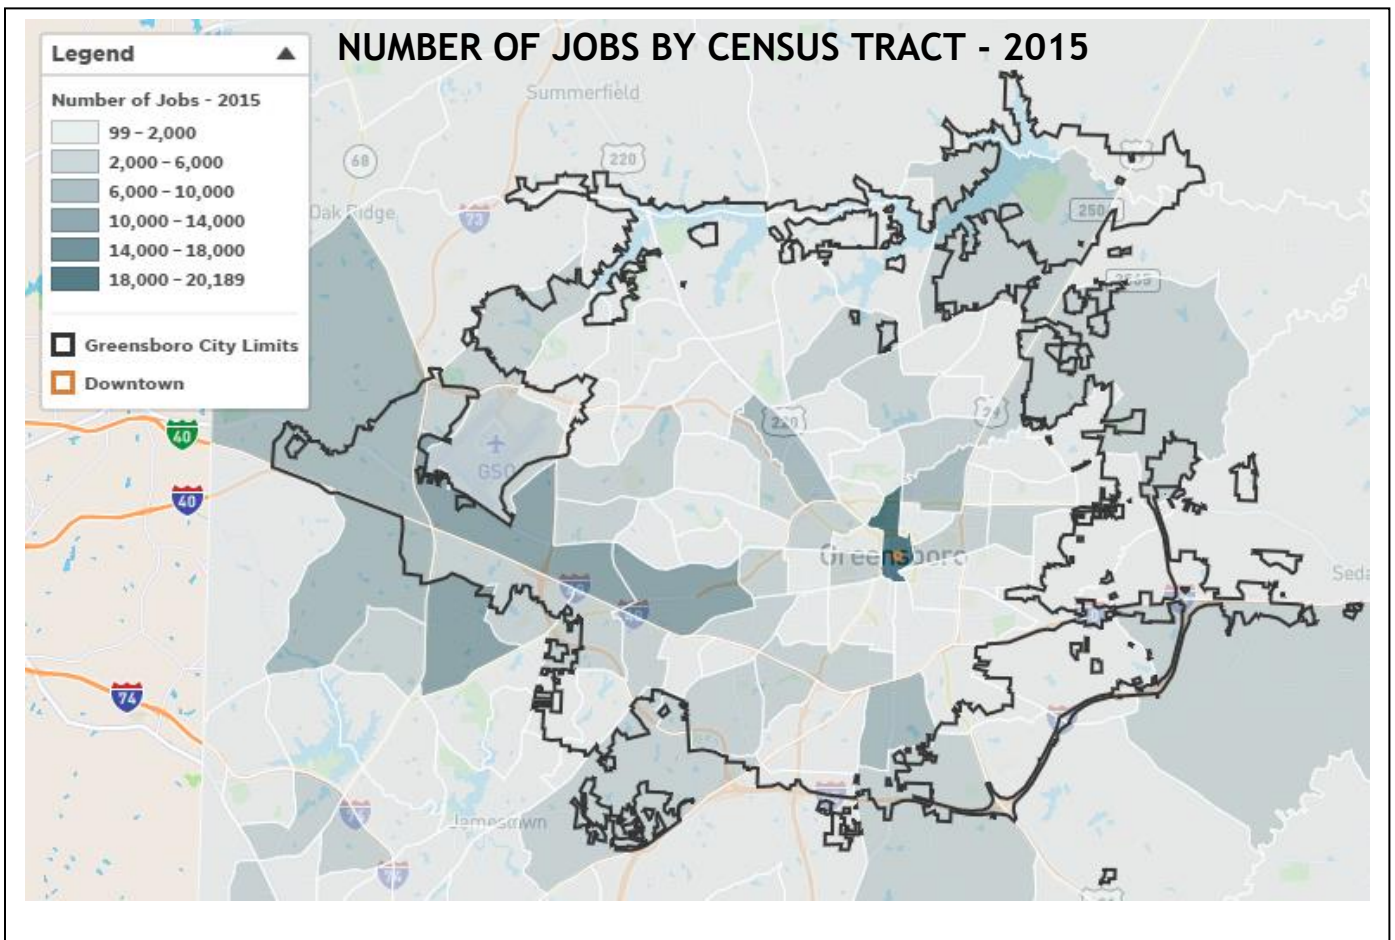 NUMBER OF JOBS BY CENSUS TRACT - 2015
Legend
Number of Jobs - 2015
99 – 2,000
2,000 – 6,000
6,000 – 10,000
10,000 – 14,000
14,000 – 18,000
18,000 – 20,189
Greensboro City Limits
Downtown
Summerfield
68
220
Oak Ridge
73
250
40
220
29
GSO
40
Greensboro
74
Jamestown